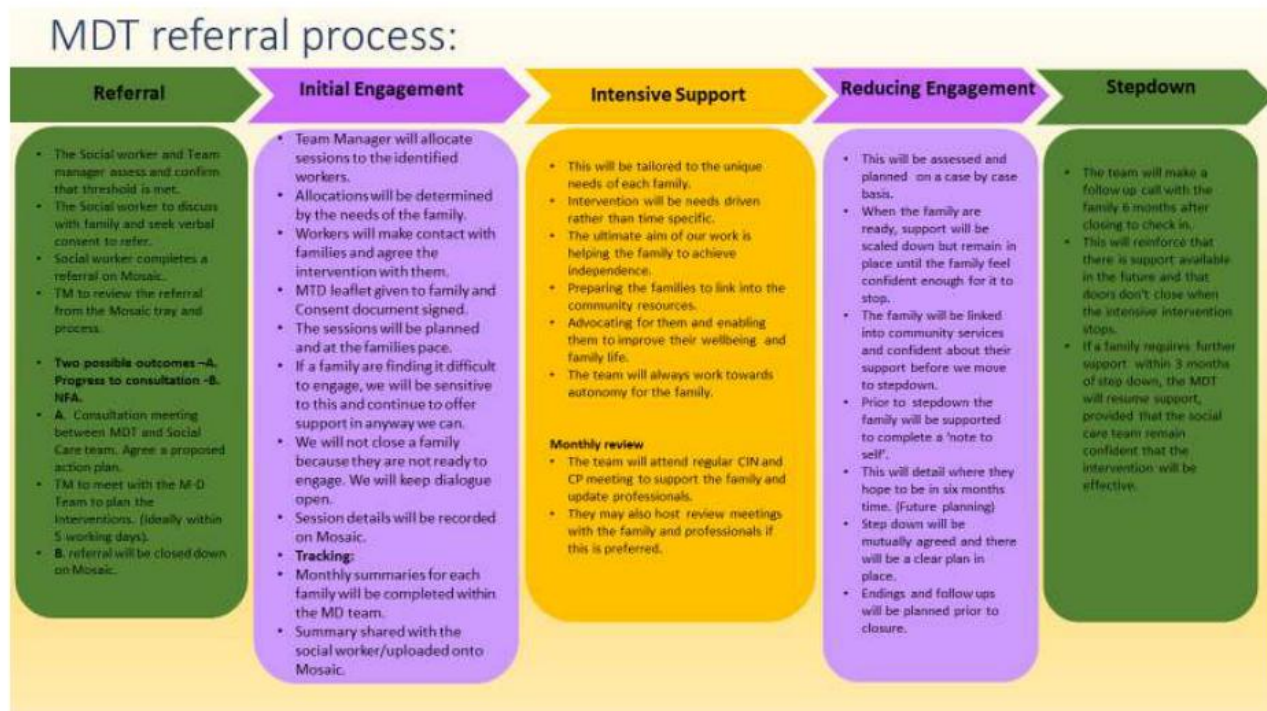 MDT referral process:
Referral
• The Social worker and Team
manager assess and confirm
that threshold is met.
• The Social worker to discuss
with family and seek verbal
consent to refer.
• Social worker completes a
referral on Mosaic.
• TM to review the referral
from the Mosaic tray and
process.
• Two possible outcomes –A.
Progress to consultation -B.
NFA.
• A. Consultation meeting
between MDT and Social
Care team. Agree a proposed
action plan.
• TM to meet with the M-D
Team to plan the
Interventions. (Ideally within
5 working days).
• B. referral will be closed down
on Mosaic.
Initial Engagement
• Team Manager will allocate
sessions to the identified
workers.
• Allocations will be determined
by the needs of the family.
• Workers will make contact with
families and agree the
intervention with them.
• MTD leaflet given to family and
Consent document signed.
• The sessions will be planned
and at the families pace.
• If a family are finding it difficult
to engage, we will be sensitive
to this and continue to offer
support in anyway we can.
• We will not close a family
because they are not ready to
engage. We will keep dialogue
open.
• Session details will be recorded
on Mosaic.
• Tracking:
• Monthly summaries for each
family will be completed within
the MD team.
• Summary shared with the
social worker/uploaded onto
Mosaic.
Intensive Support
• This will be tailored to the unique
needs of each family.
• Intervention will be needs driven
rather than time specific.
• The ultimate aim of our work is
helping the family to achieve
independence.
• Preparing the families to link into the
community resources.
• Advocating for them and enabling
them to improve their wellbeing and
family life.
• The team will always work towards
autonomy for the family.
Monthly review
• The team will attend regular CIN and
CP meeting to support the family and
update professionals.
• They may also host review meetings
with the family and professionals if
this is preferred.
Reducing Engagement
• This will be assessed and
planned on a case by case
basis.
• When the family are
ready, support will be
scaled down but remain in
place until the family feel
confident enough for it to
stop.
• The family will be linked
into community services
and confident about their
support before we move
to stepdown.
• Prior to stepdown the
family will be supported
to complete a 'note to
self'.
• This will detail where they
hope to be in six months
time. (Future planning)
• Step down will be
mutually agreed and there
will be a clear plan in
place.
• Endings and follow ups
will be planned prior to
closure.
Stepdown
• The team will make a
follow up call with the
family 6 months after
closing to check in.
• This will reinforce that
there is support available
in the future and that
doors don't close when
the intensive intervention
stops.
• If a family requires further
support within 3 months
of step down, the MDT
will resume support,
provided that the social
care team remain
confident that the
intervention will be
effective.